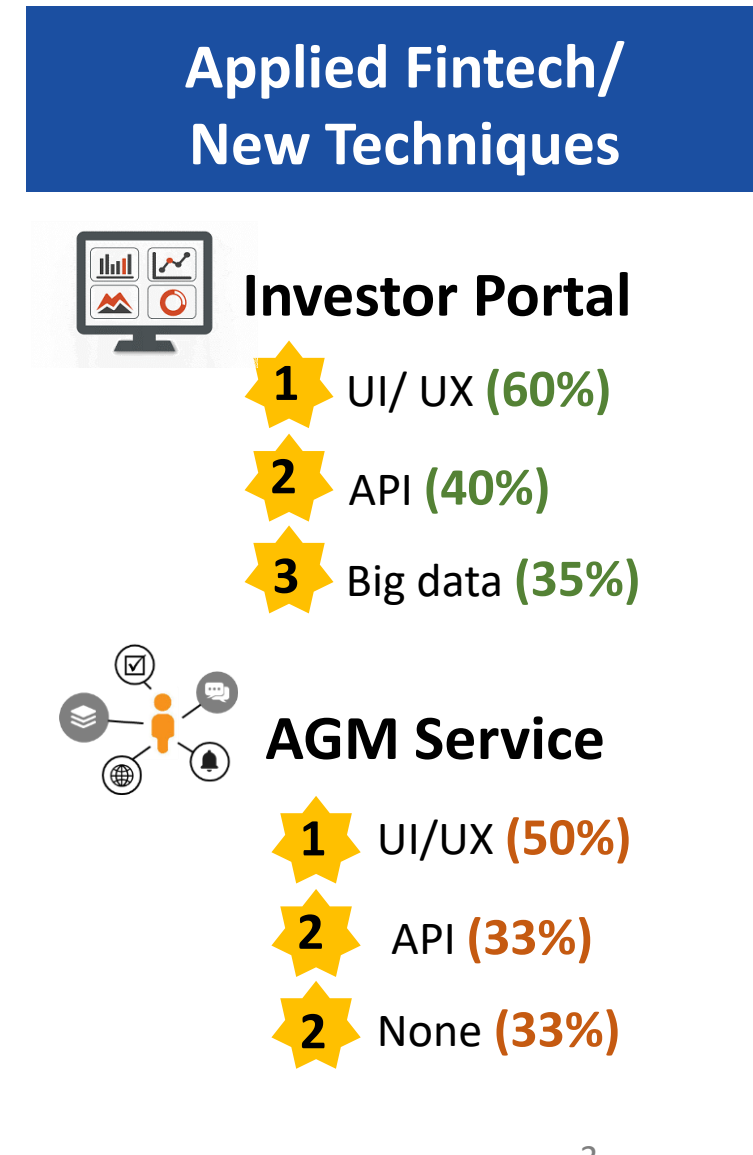 Applied Fintech/
New Techniques
Investor Portal
1 UI/ UX (60%)
2 API (40%)
3 Big data (35%)
AGM Service
1 UI/UX (50%)
2 API (33%)
2 None (33%)